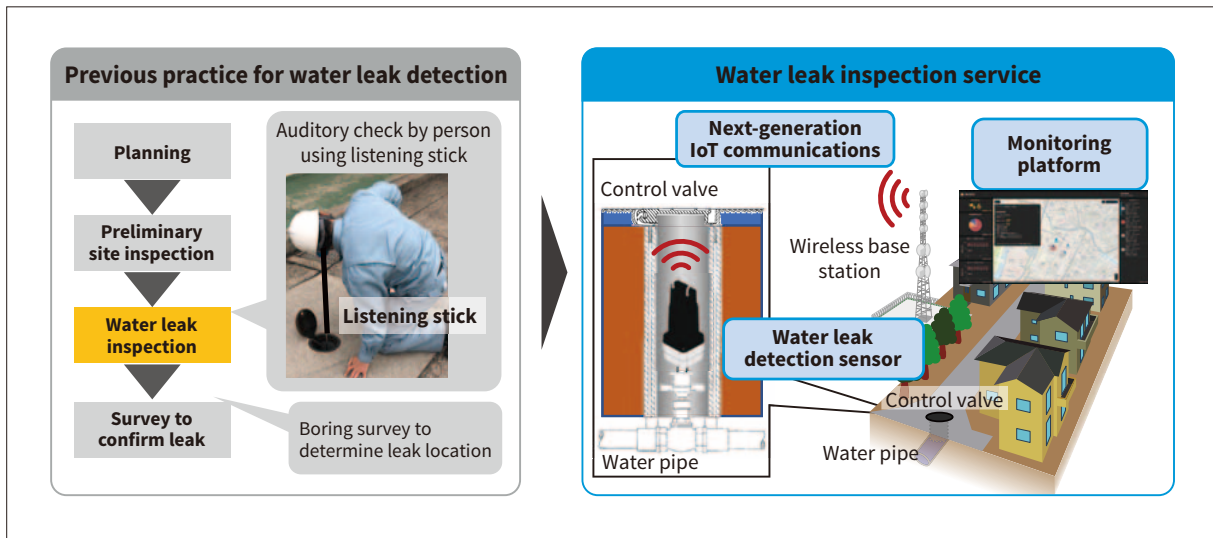 Previous practice for water leak detection
Planning
Preliminary
site inspection
Water leak
inspection
Survey to
confirm leak
Auditory check by person
using listening stick
Listening stick
Boring survey to
determine leak location
Water leak inspection service
Next-generation
IoT communications
Monitoring
platform
Control valve
Wireless base
station
Water leak
detection sensor
Control valve
Water pipe
Water pipe